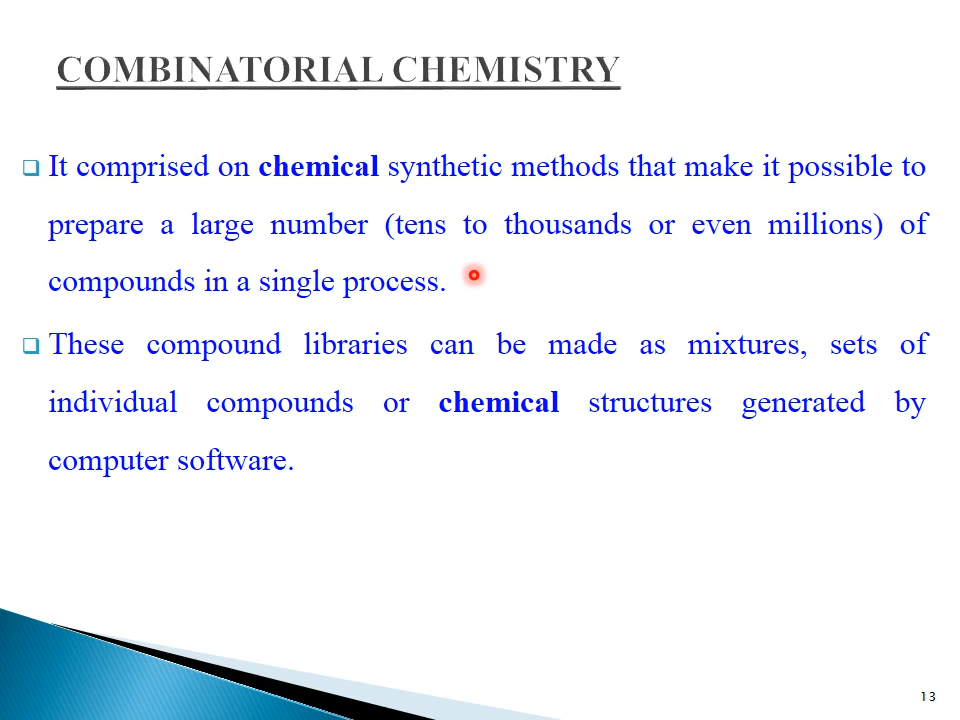 COMBINATORIAL CHEMISTRY
It comprised on chemical synthetic methods that make it possible to
prepare a large number (tens to thousands or even millions) of
compounds in a single process.
These compound libraries can be made as mixtures, sets of
individual compounds or chemical structures generated by
computer software.
13